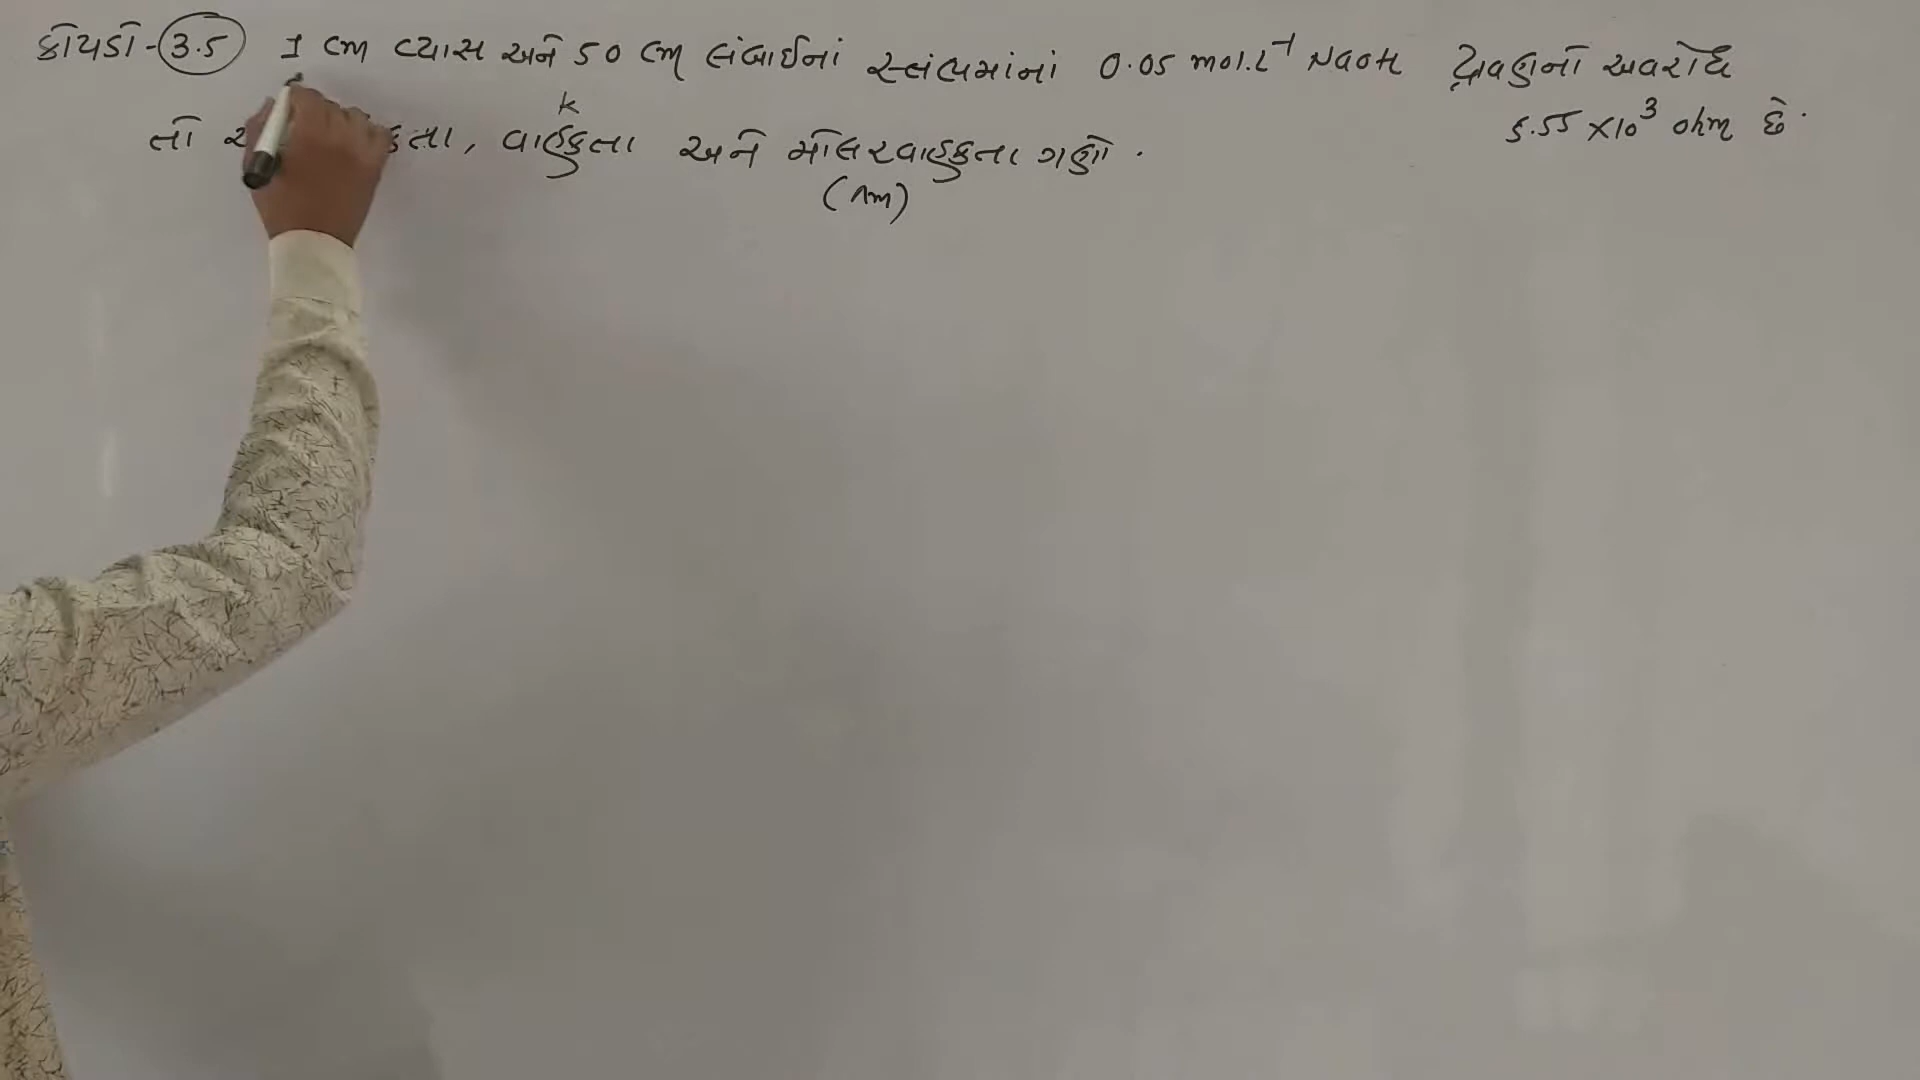 કોયડો-3.5 1 cm વ્યાસ અને 50 cm લંબાઈનાં સ્તંભમાંનાં 0.05 mol.L⁻¹ NaOH દ્રાવણનો અવરોધ
5.55 ×10³ ohm છે.
k
તો વાહકતા અને મોલર વાહકતા ગણો.
(Λm)